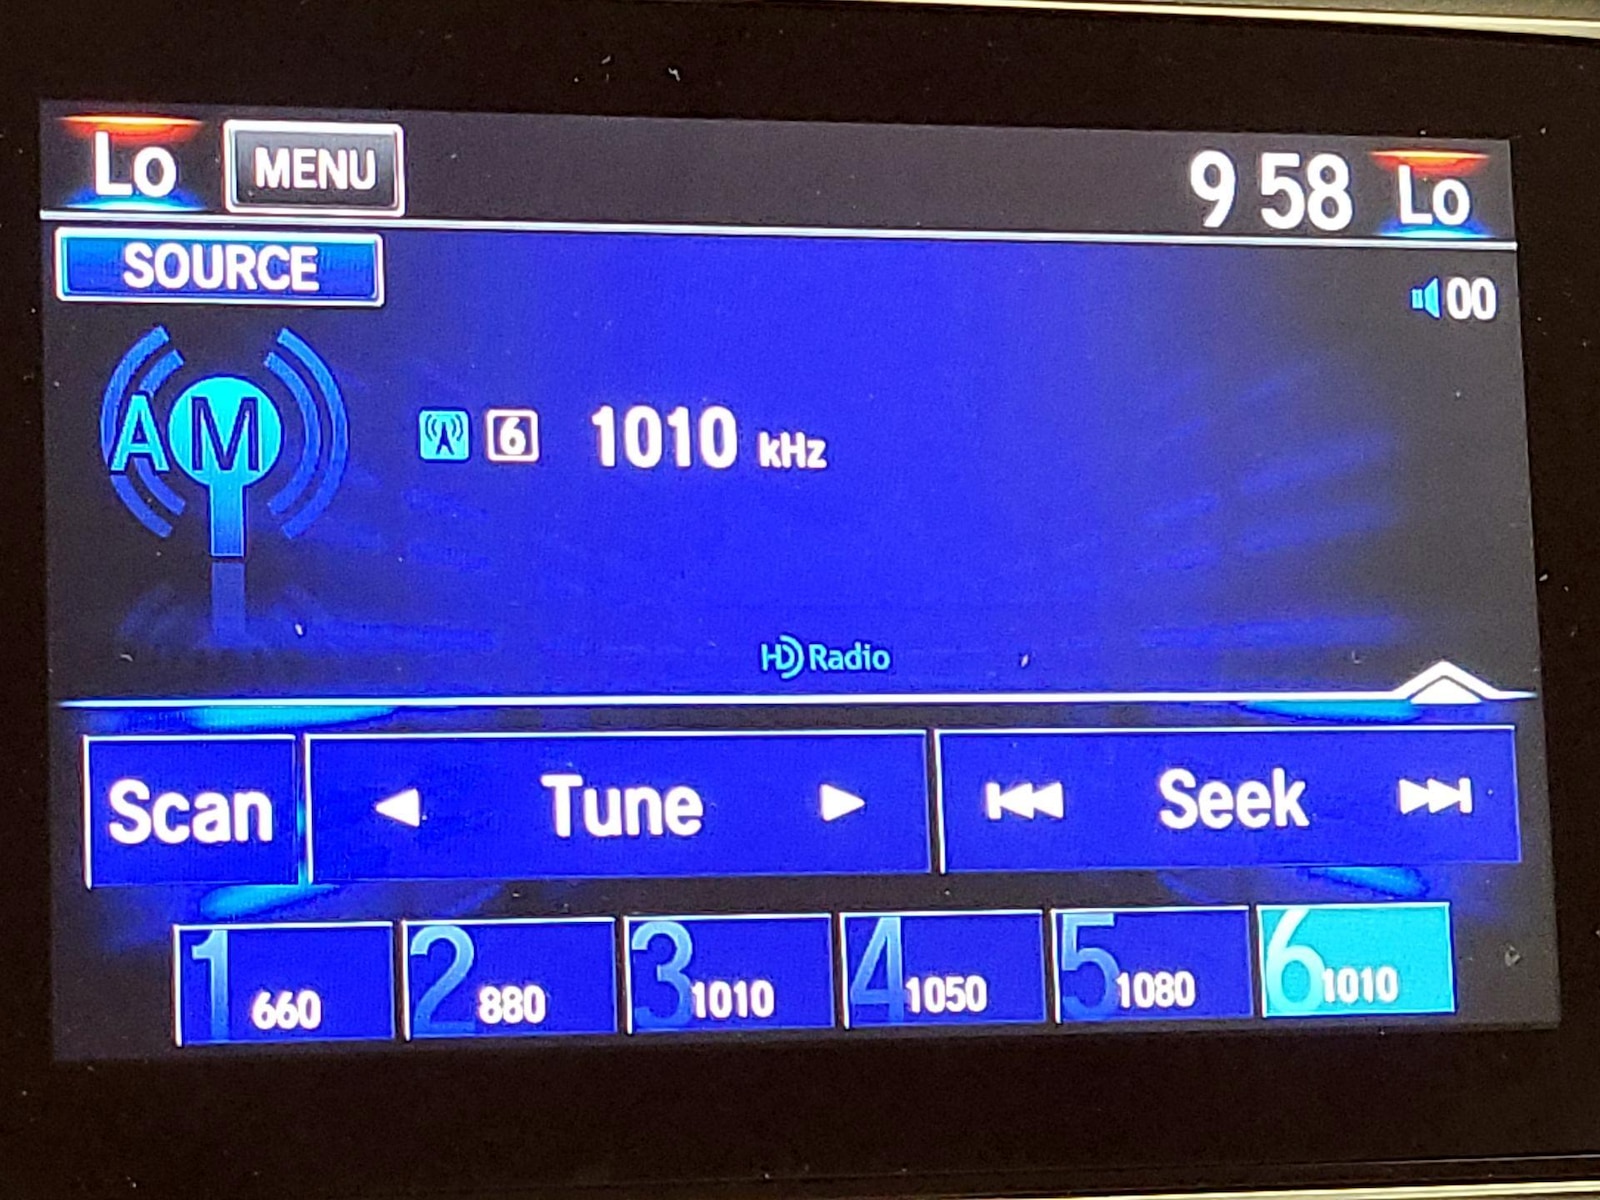 Lo MENU 9 58 Lo
SOURCE
00
AM 6 1010 kHz
HD Radio
Scan Tune Seek
1 660 2 880 3 1010 4 1050 5 1080 6 1010